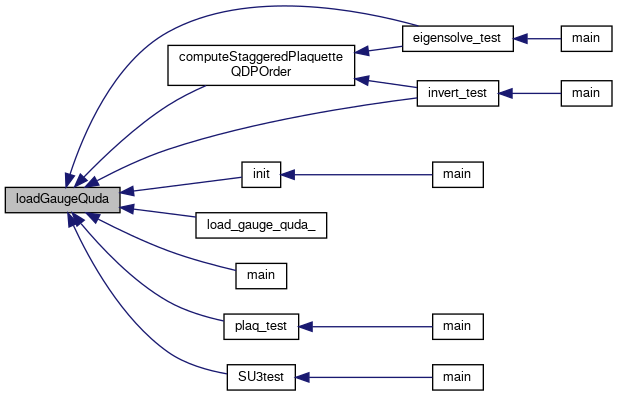 eigensolve_test
main
computeStaggeredPlaquette
QDPOrder
invert_test
main
init
main
loadGaugeQuda
load_gauge_quda_
main
plaq_test
main
SU3test
main